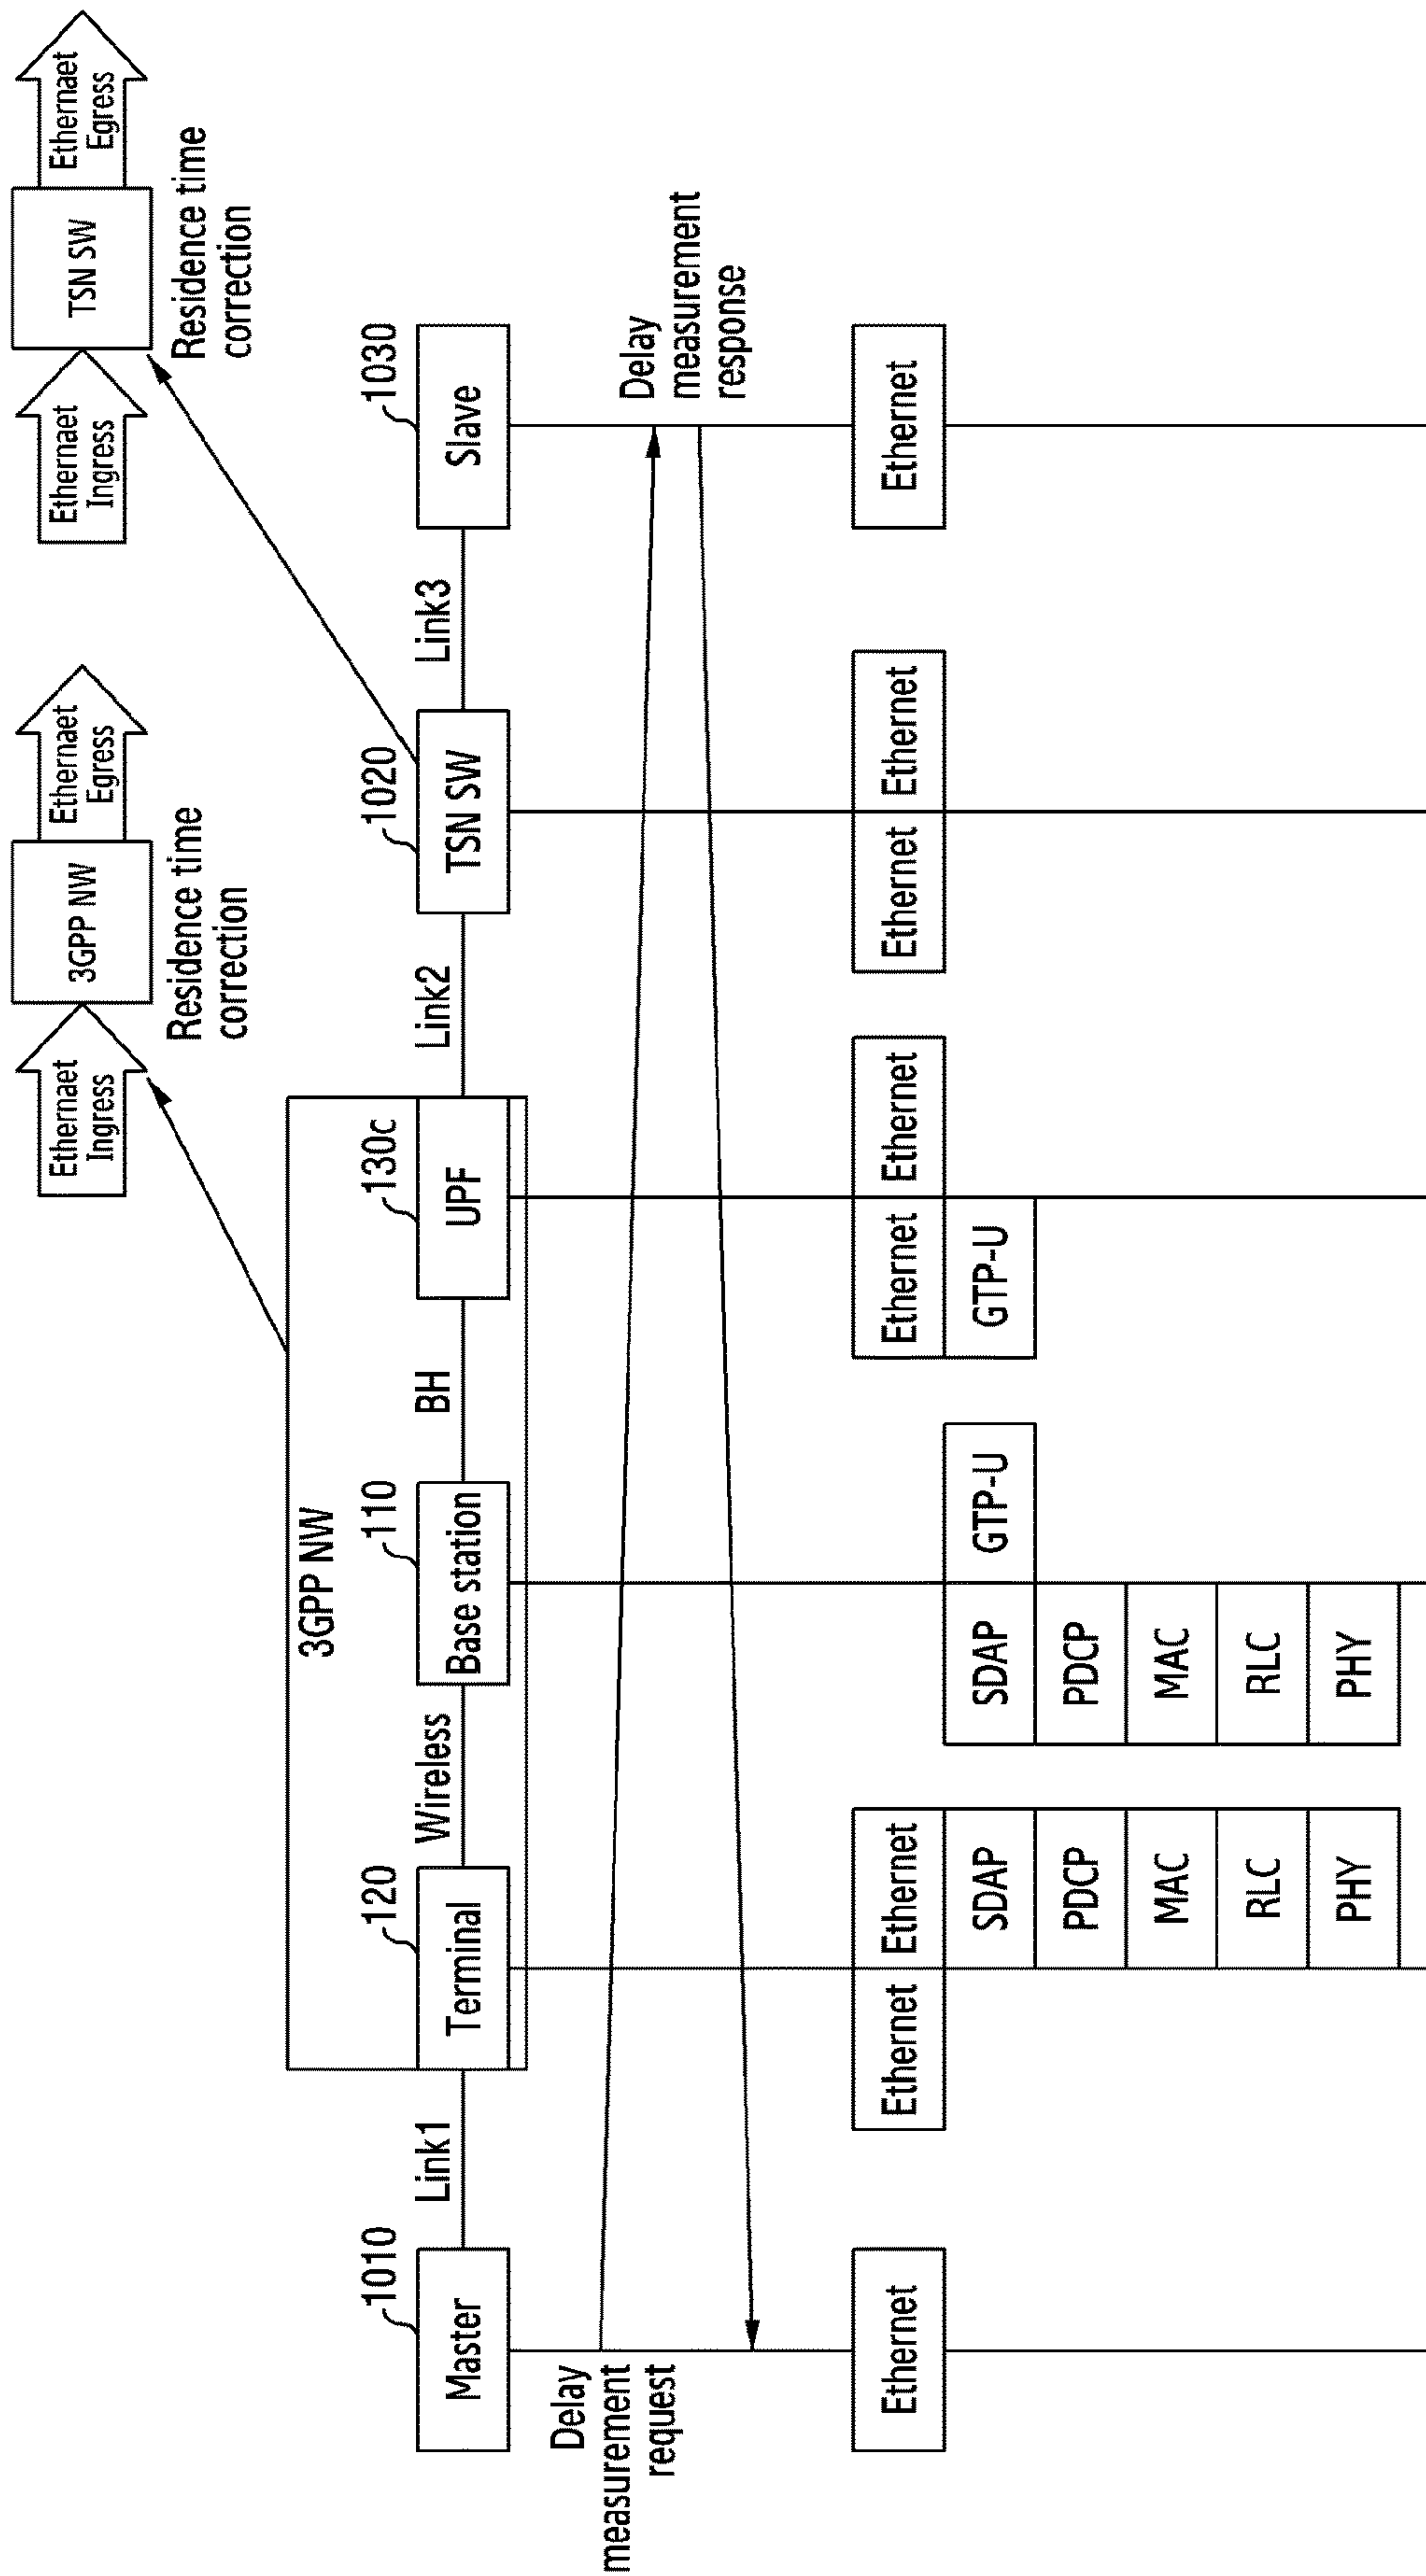 Ethernaet
Ingress
3GPP NW
Ethernaet
Egress
Residence time
correction
Ethernaet
Ingress
TSN SW
Ethernaet
Egress
Residence time
correction
3GPP NW
1010
120
110
130c
1020
1030
Master
Link1
Terminal
Wireless
Base station
BH
UPF
Link2
TSN SW
Link3
Slave
Delay
measurement
request
Delay
measurement
response
Ethernet
Ethernet
Ethernet
Ethernet
Ethernet
Ethernet
Ethernet
Ethernet
SDAP
SDAP
GTP-U
GTP-U
PDCP
PDCP
MAC
MAC
RLC
RLC
PHY
PHY